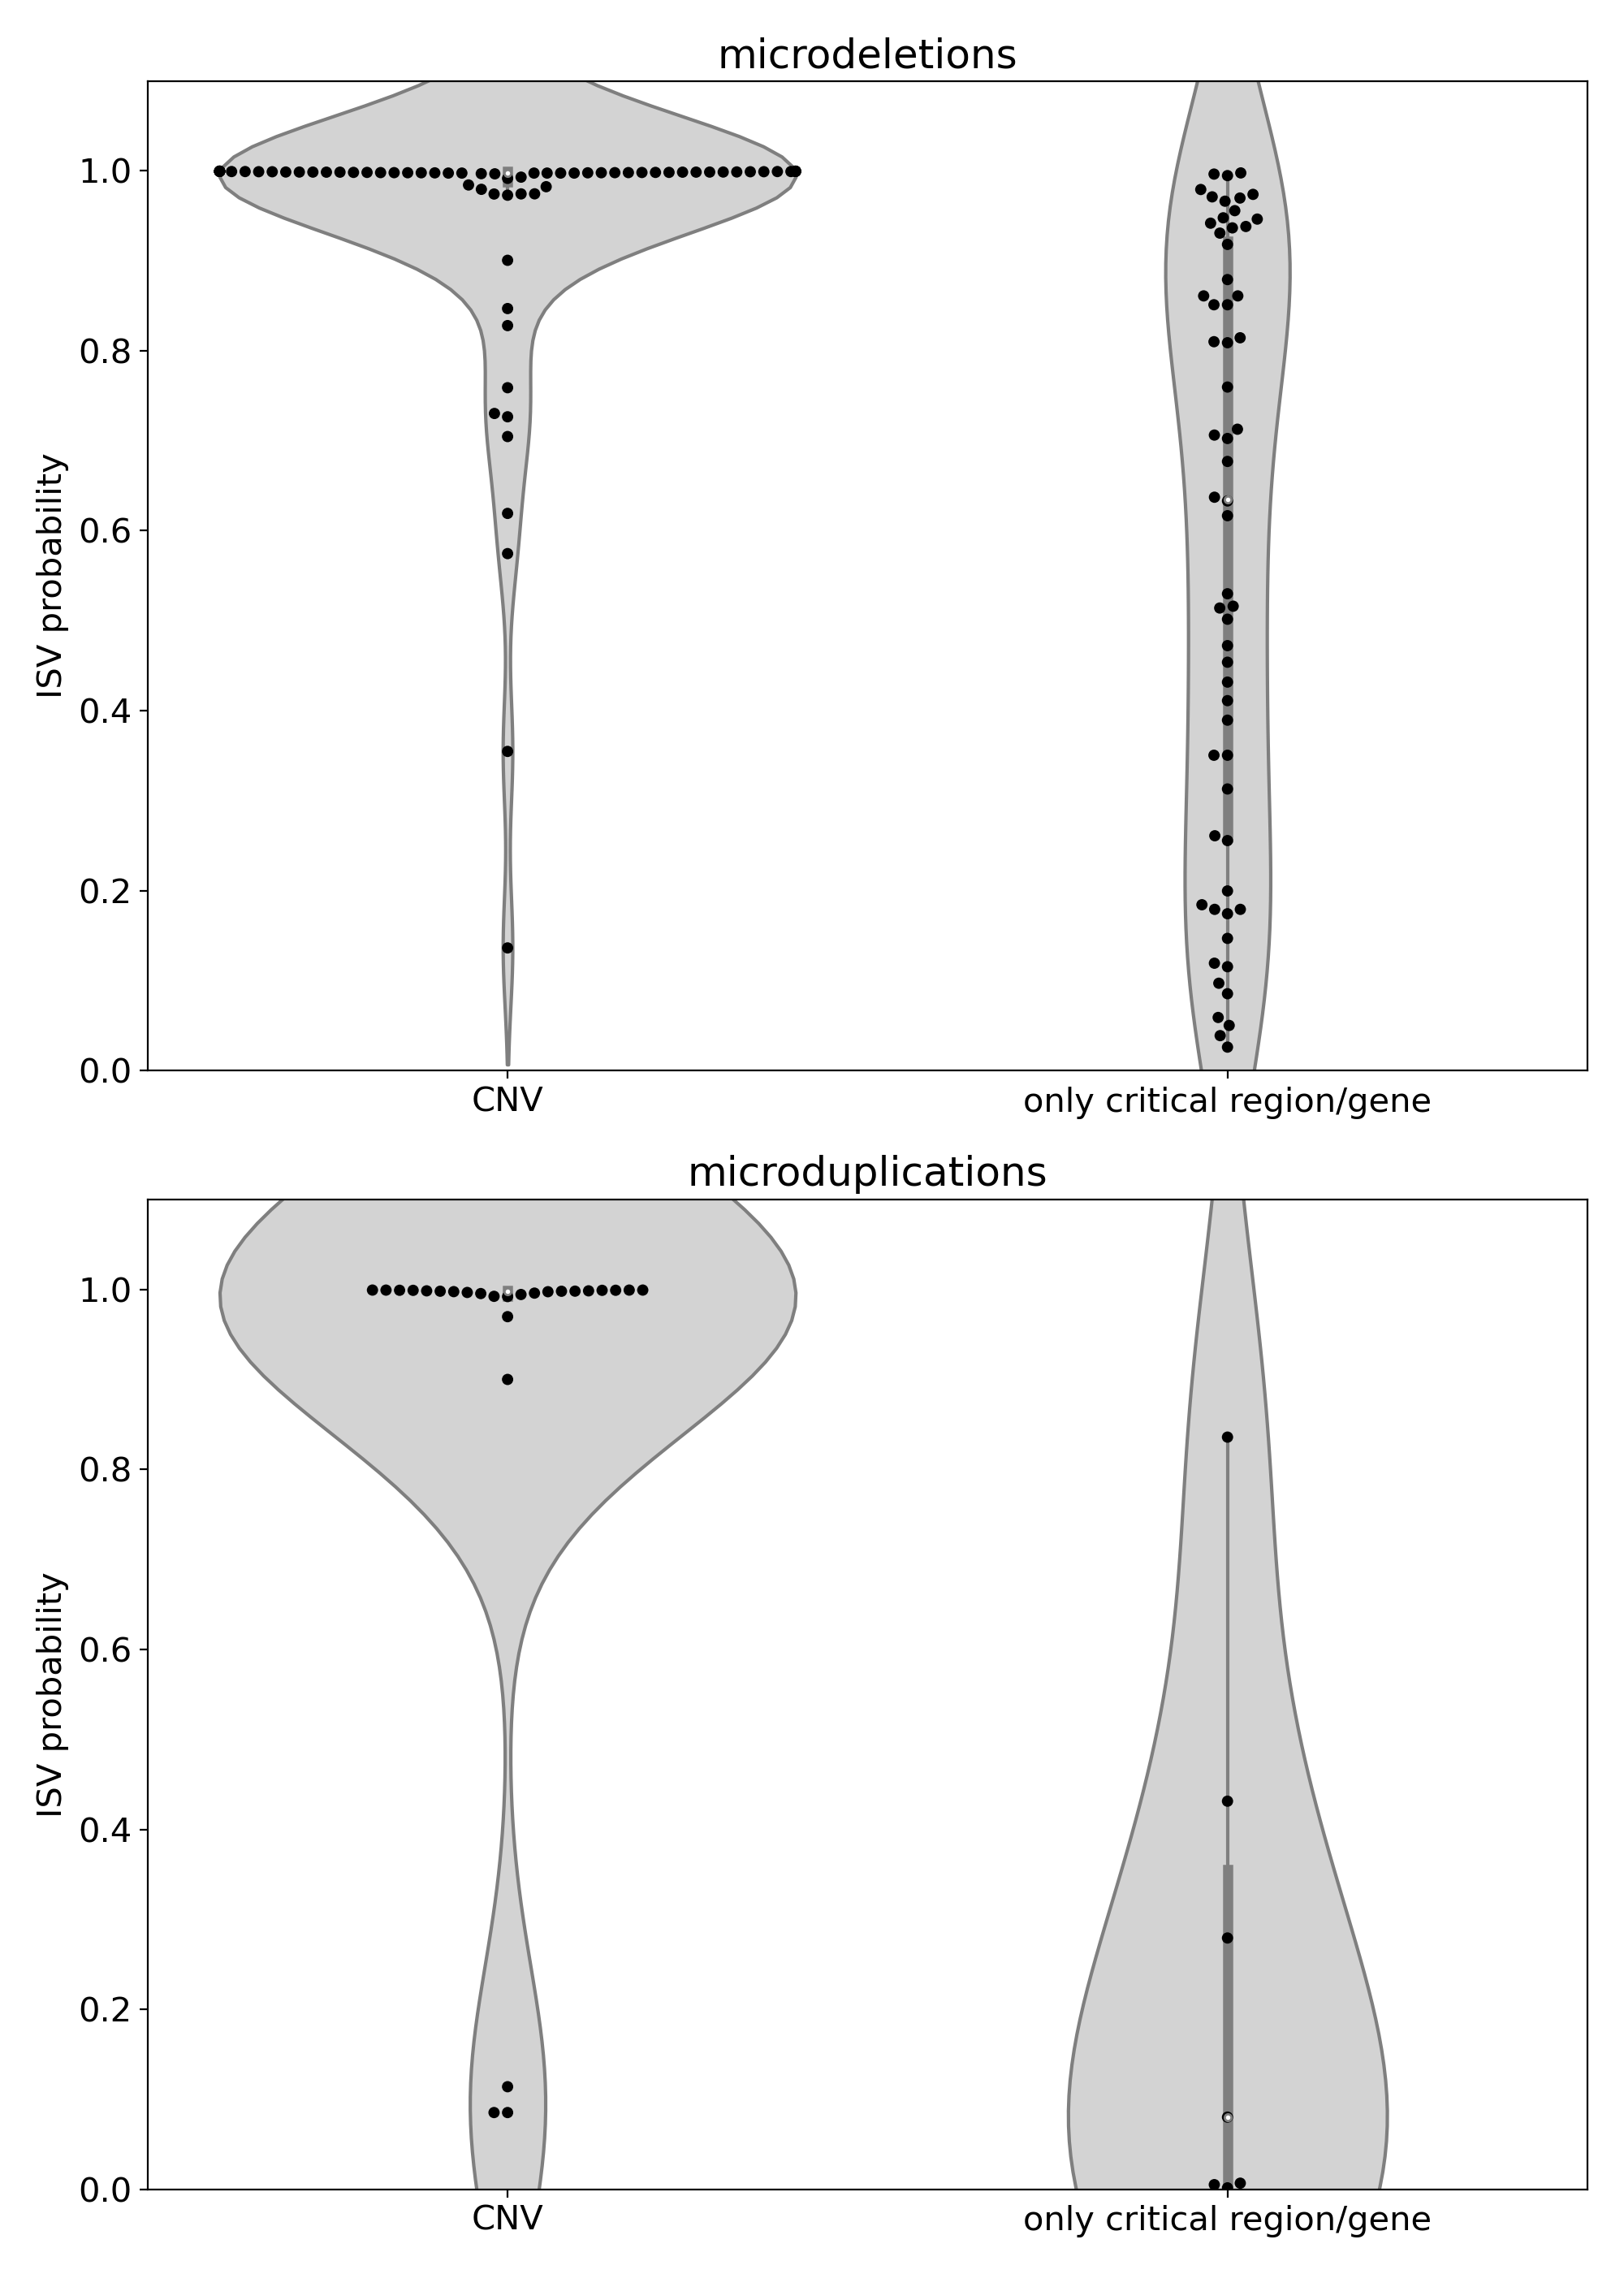 microdeletions
ISV probability
1.0
0.8
0.6
0.4
0.2
0.0
CNV
only critical region/gene
microduplications
ISV probability
1.0
0.8
0.6
0.4
0.2
0.0
CNV
only critical region/gene